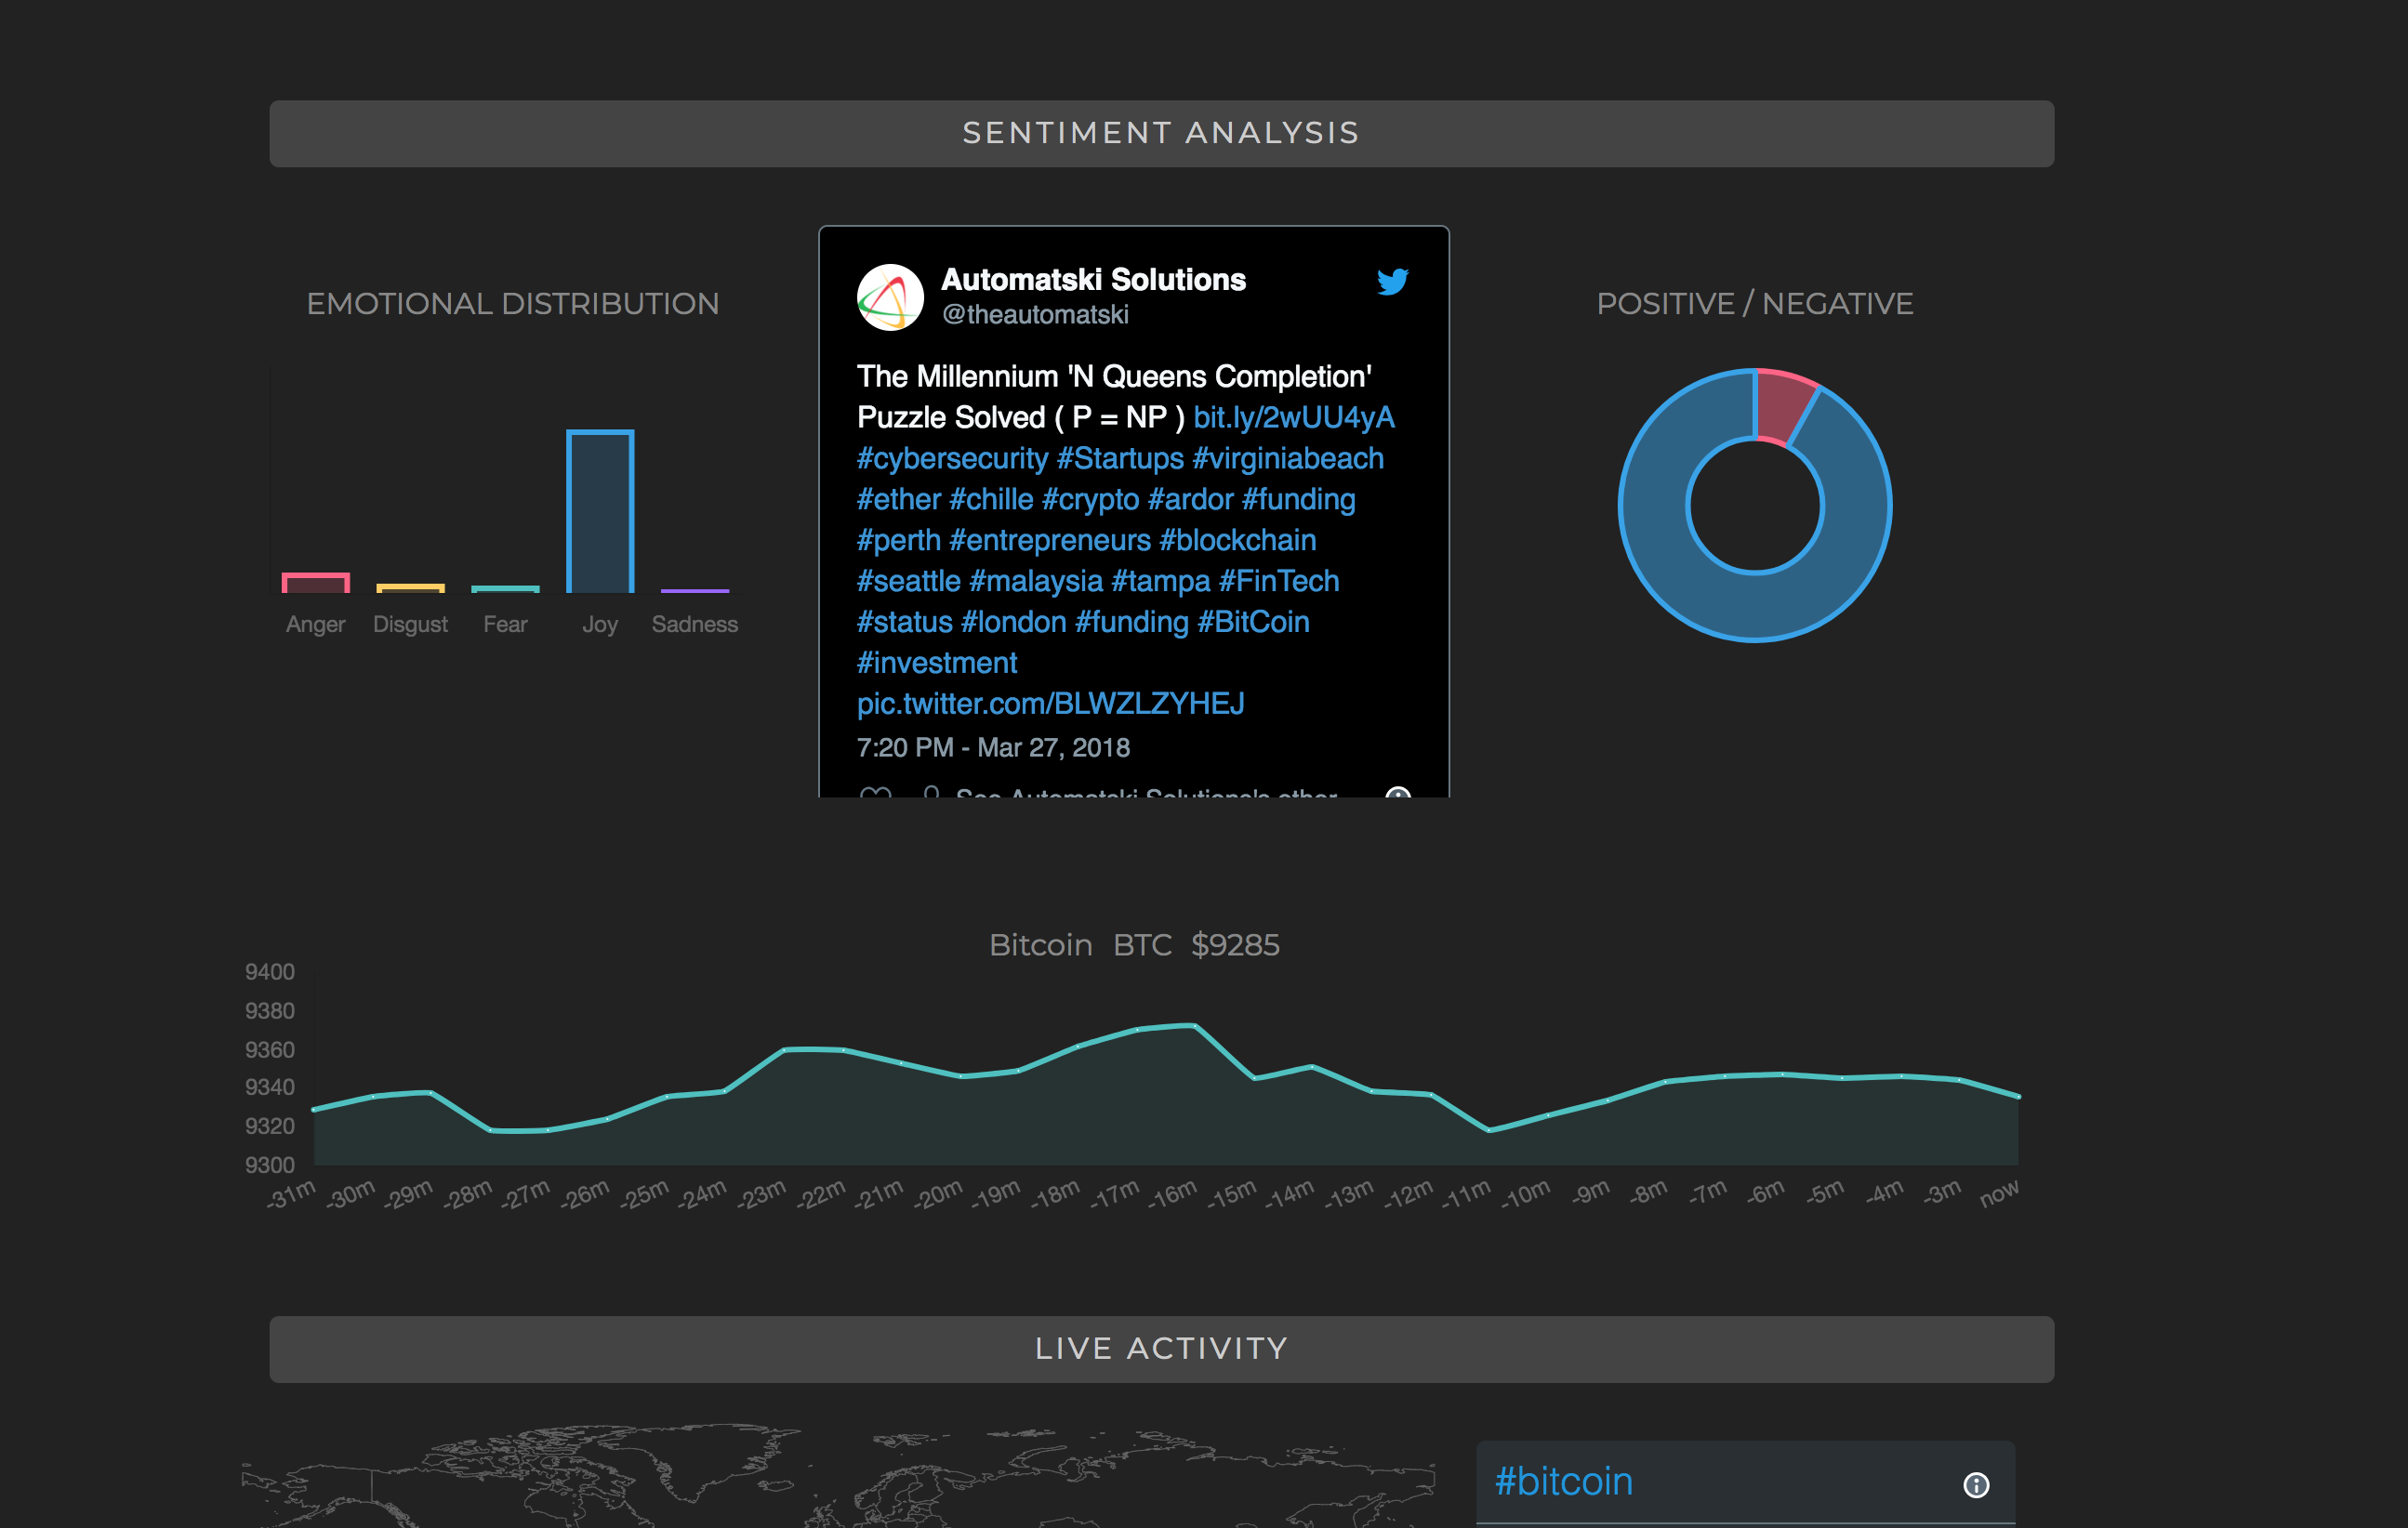 SENTIMENT ANALYSIS
EMOTIONAL DISTRIBUTION
Anger Disgust Fear Joy Sadness
Automatski Solutions
@theautomatski
The Millennium 'N Queens Completion'
Puzzle Solved ( P = NP ) bit.ly/2wUU4yA
#cybersecurity #Startups #virginiabeach
#ether #chille #crypto #ardor #funding
#perth #entrepreneurs #blockchain
#seattle #malaysia #tampa #FinTech
#status #london #funding #BitCoin
#investment
pic.twitter.com/BLWZLZYHEJ
7:20 PM - Mar 27, 2018
See Automatski Solutions's other
POSITIVE / NEGATIVE
Bitcoin BTC $9285
9400
9380
9360
9340
9320
9300
-31m -30m -29m -28m -27m -26m -25m -24m -23m -22m -21m -20m -19m -18m -17m -16m -15m -14m -13m -12m -11m -10m -9m -8m -7m -6m -5m -4m -3m now
LIVE ACTIVITY
#bitcoin